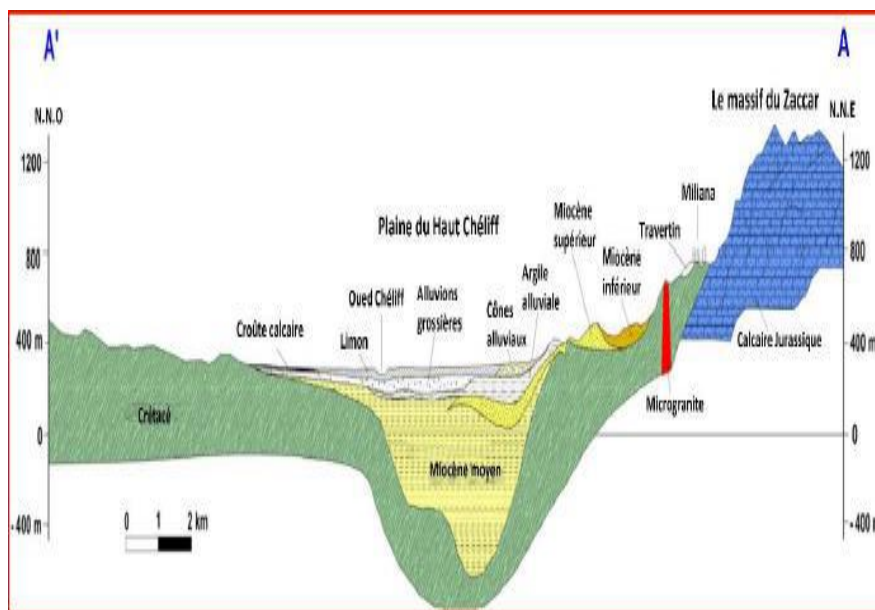 A'
A
Le massif du Zaccar
N.N.O
N.N.E
1200
1200
Miliana
Miocène
supérieur
Travertin
Plaine du Haut Chéliff
Miocène
inférieur
800
800
Argile
alluviale
Oued Chéliff
Alluvions
grossières
Cônes
alluviaux
Croûte calcaire
Limon
400 m
400 m
Calcaire Jurassique
Microgranite
Crétacé
0
0
Miocène moyen
- 400 m
- 400 m
0 1 2 km